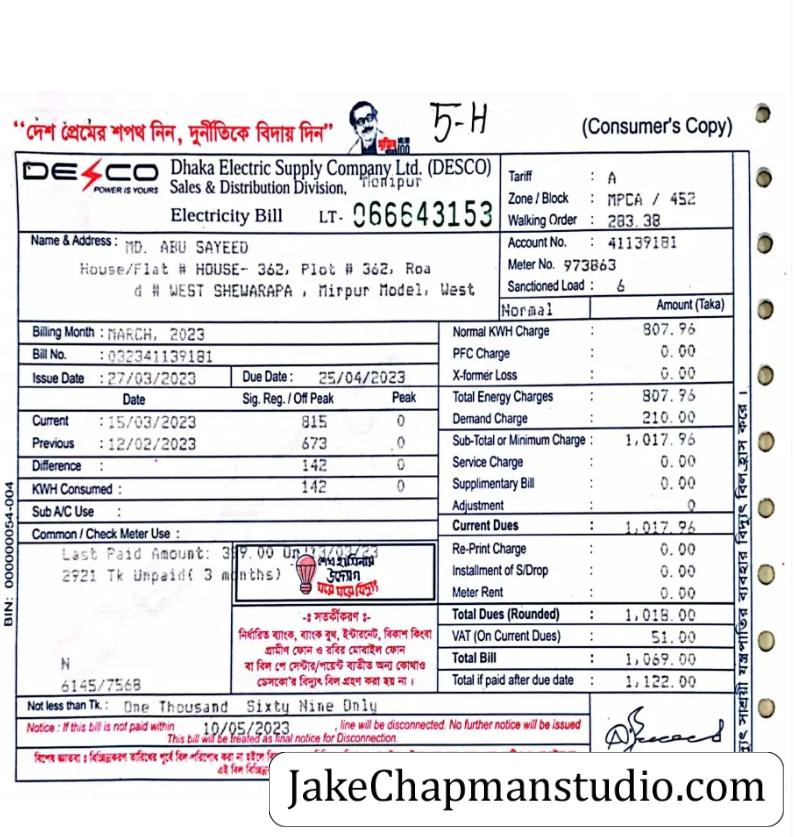 5-H
“দেশ প্রেমের শপথ নিন, দুর্নীতিকে বিদায় দিন”
(Consumer's Copy)
DESCO
POWER IS YOURS
Dhaka Electric Supply Company Ltd. (DESCO)
Sales & Distribution Division, Monipur
Electricity Bill LT- 066643153
Tariff : A
Zone / Block : MPCA / 452
Walking Order : 283.38
Account No. : 41139181
Meter No. 973863
Sanctioned Load : 6
Name & Address : MD. ABU SAYEED
House/Flat # HOUSE- 362, Plot # 362, Roa
d # WEST SHEWARAPA , Mirpur Model, West
Normal Amount (Taka)
Billing Month : MARCH, 2023
Bill No. : 032341139181
Issue Date : 27/03/2023 Due Date : 25/04/2023
Date Sig. Reg. / Off Peak Peak
Current : 15/03/2023 815 0
Previous : 12/02/2023 673 0
Difference : 142 0
KWH Consumed : 142 0
Sub A/C Use :
Common / Check Meter Use :
Last Paid Amount: 3 9.00 On 13/03/23
2921 Tk Unpaid( 3 months)
শেখ হাসিনার
উদ্যোগ
ঘরে ঘরে বিদ্যুৎ
-ঃ সতর্কীকরণ ঃ-
নির্ধারিত ব্যাংক, ব্যাংক বুথ, ইন্টারনেট, বিকাশ কিংবা
গ্রামীণ ফোন ও রবির মোবাইল ফোন
বা বিল পে সেন্টার/পয়েন্ট ব্যতীত অন্য কোথাও
ডেসকো'র বিদ্যুৎ বিল গ্রহণ করা হয় না।
N
6145/7568
Normal KWH Charge : 807.96
PFC Charge : 0.00
X-former Loss : 0.00
Total Energy Charges : 807.96
Demand Charge : 210.00
Sub-Total or Minimum Charge : 1,017.96
Service Charge : 0.00
Supplimentary Bill : 0.00
Adjustment 0
Current Dues : 1,017.96
Re-Print Charge : 0.00
Installment of S/Drop : 0.00
Meter Rent : 0.00
Total Dues (Rounded) : 1,018.00
VAT (On Current Dues) : 51.00
Total Bill : 1,069.00
Total if paid after due date : 1,122.00
Not less than Tk. : One Thousand Sixty Nine Only
Notice : If this bill is not paid within 10/05/2023 , line will be disconnected. No further notice will be issued
This bill will be treated as final notice for Disconnection.
বিশেষ জ্ঞাতব্য ঃ বিচ্ছিন্নকরণ তারিখের পূর্বে বিল পরিশোধ করা না হইলে
এই বিল
BIN: 000000054-004
সাশ্রয়ী যন্ত্রপাতির ব্যবহার বিদ্যুৎ বিল হ্রাস করে।
JakeChapmanstudio.com